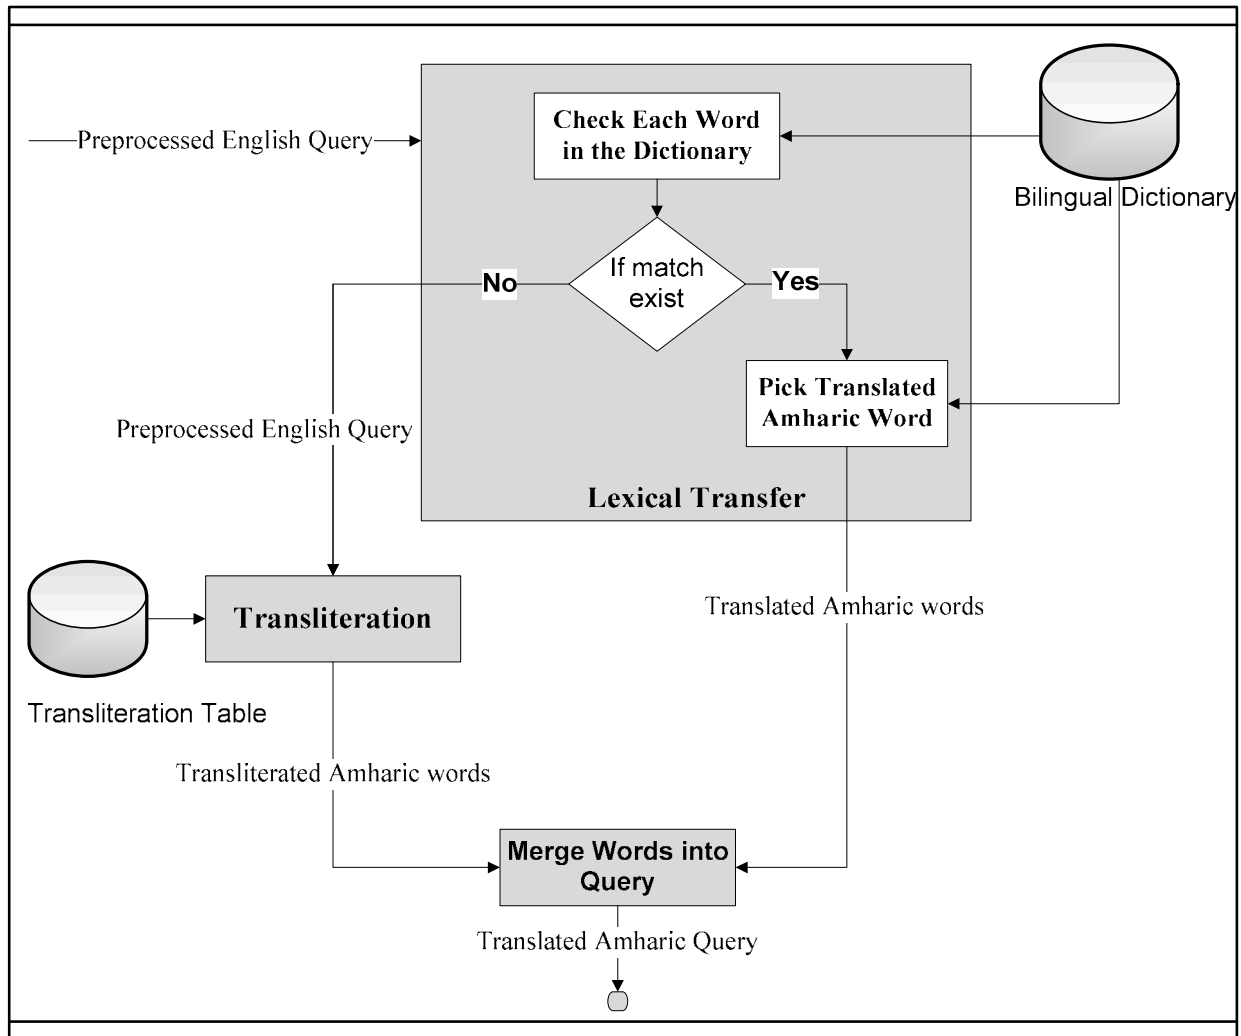 Check Each Word
in the Dictionary
Preprocessed English Query
Bilingual Dictionary
If match
exist
No
Yes
Pick Translated
Amharic Word
Preprocessed English Query
Lexical Transfer
Transliteration
Translated Amharic words
Transliteration Table
Transliterated Amharic words
Merge Words into
Query
Translated Amharic Query